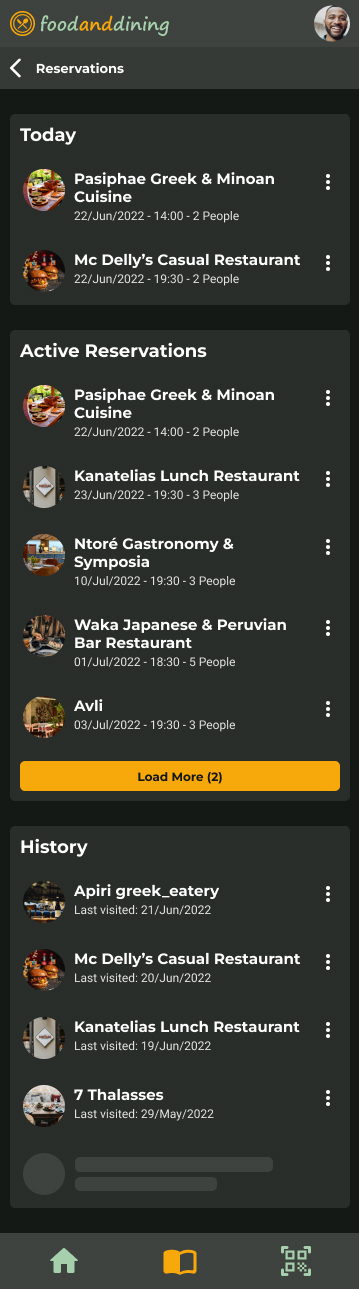 foodanddining
Reservations
Today
Pasiphae Greek & Minoan
Cuisine
22/Jun/2022 - 14:00 - 2 People
Mc Delly’s Casual Restaurant
22/Jun/2022 - 19:30 - 2 People
Active Reservations
Pasiphae Greek & Minoan
Cuisine
22/Jun/2022 - 14:00 - 2 People
Kanatelias Lunch Restaurant
23/Jun/2022 - 19:30 - 3 People
Ntoré Gastronomy &
Symposia
10/Jul/2022 - 19:30 - 3 People
Waka Japanese & Peruvian
Bar Restaurant
01/Jul/2022 - 18:30 - 5 People
Avli
03/Jul/2022 - 19:30 - 3 People
Load More (2)
History
Apiri greek_eatery
Last visited: 21/Jun/2022
Mc Delly’s Casual Restaurant
Last visited: 20/Jun/2022
Kanatelias Lunch Restaurant
Last visited: 19/Jun/2022
7 Thalasses
Last visited: 29/May/2022